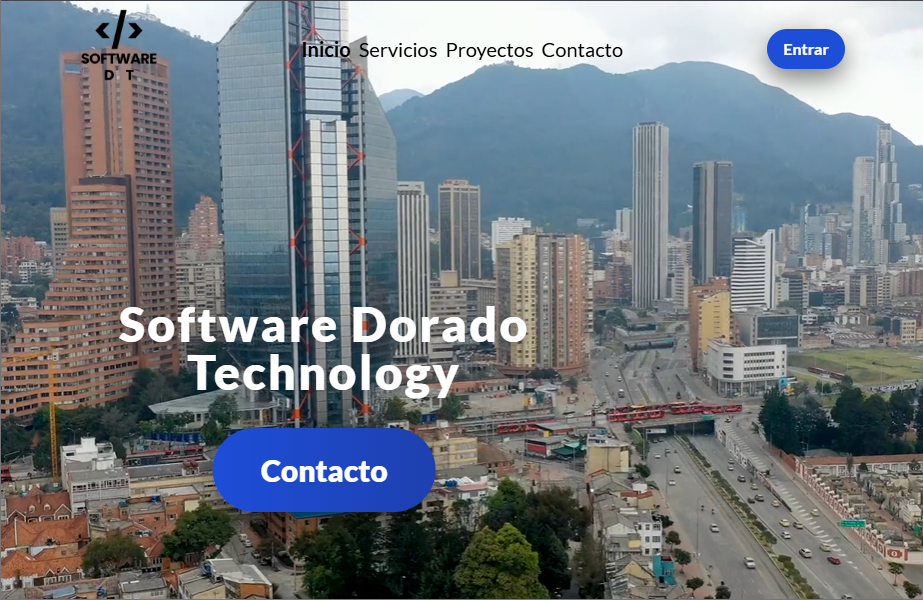 </>
SOFTWARE
D T
Inicio Servicios Proyectos Contacto
Entrar
Software Dorado
Technology
Contacto